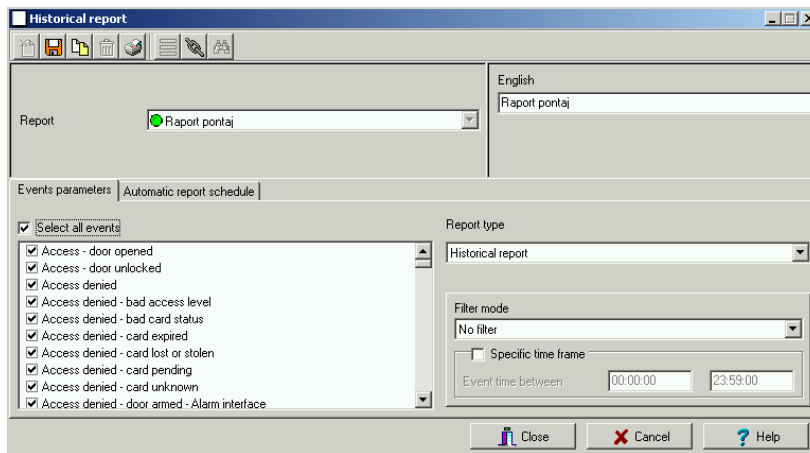 Historical report
English
Raport pontaj
Report
Raport pontaj
Events parameters
Automatic report schedule
Select all events
Access - door opened
Access - door unlocked
Access denied
Access denied - bad access level
Access denied - bad card status
Access denied - card expired
Access denied - card lost or stolen
Access denied - card pending
Access denied - card unknown
Access denied - door armed - Alarm interface
Report type
Historical report
Filter mode
No filter
Specific time frame
Event time between
00:00:00
23:59:00
Close
Cancel
Help